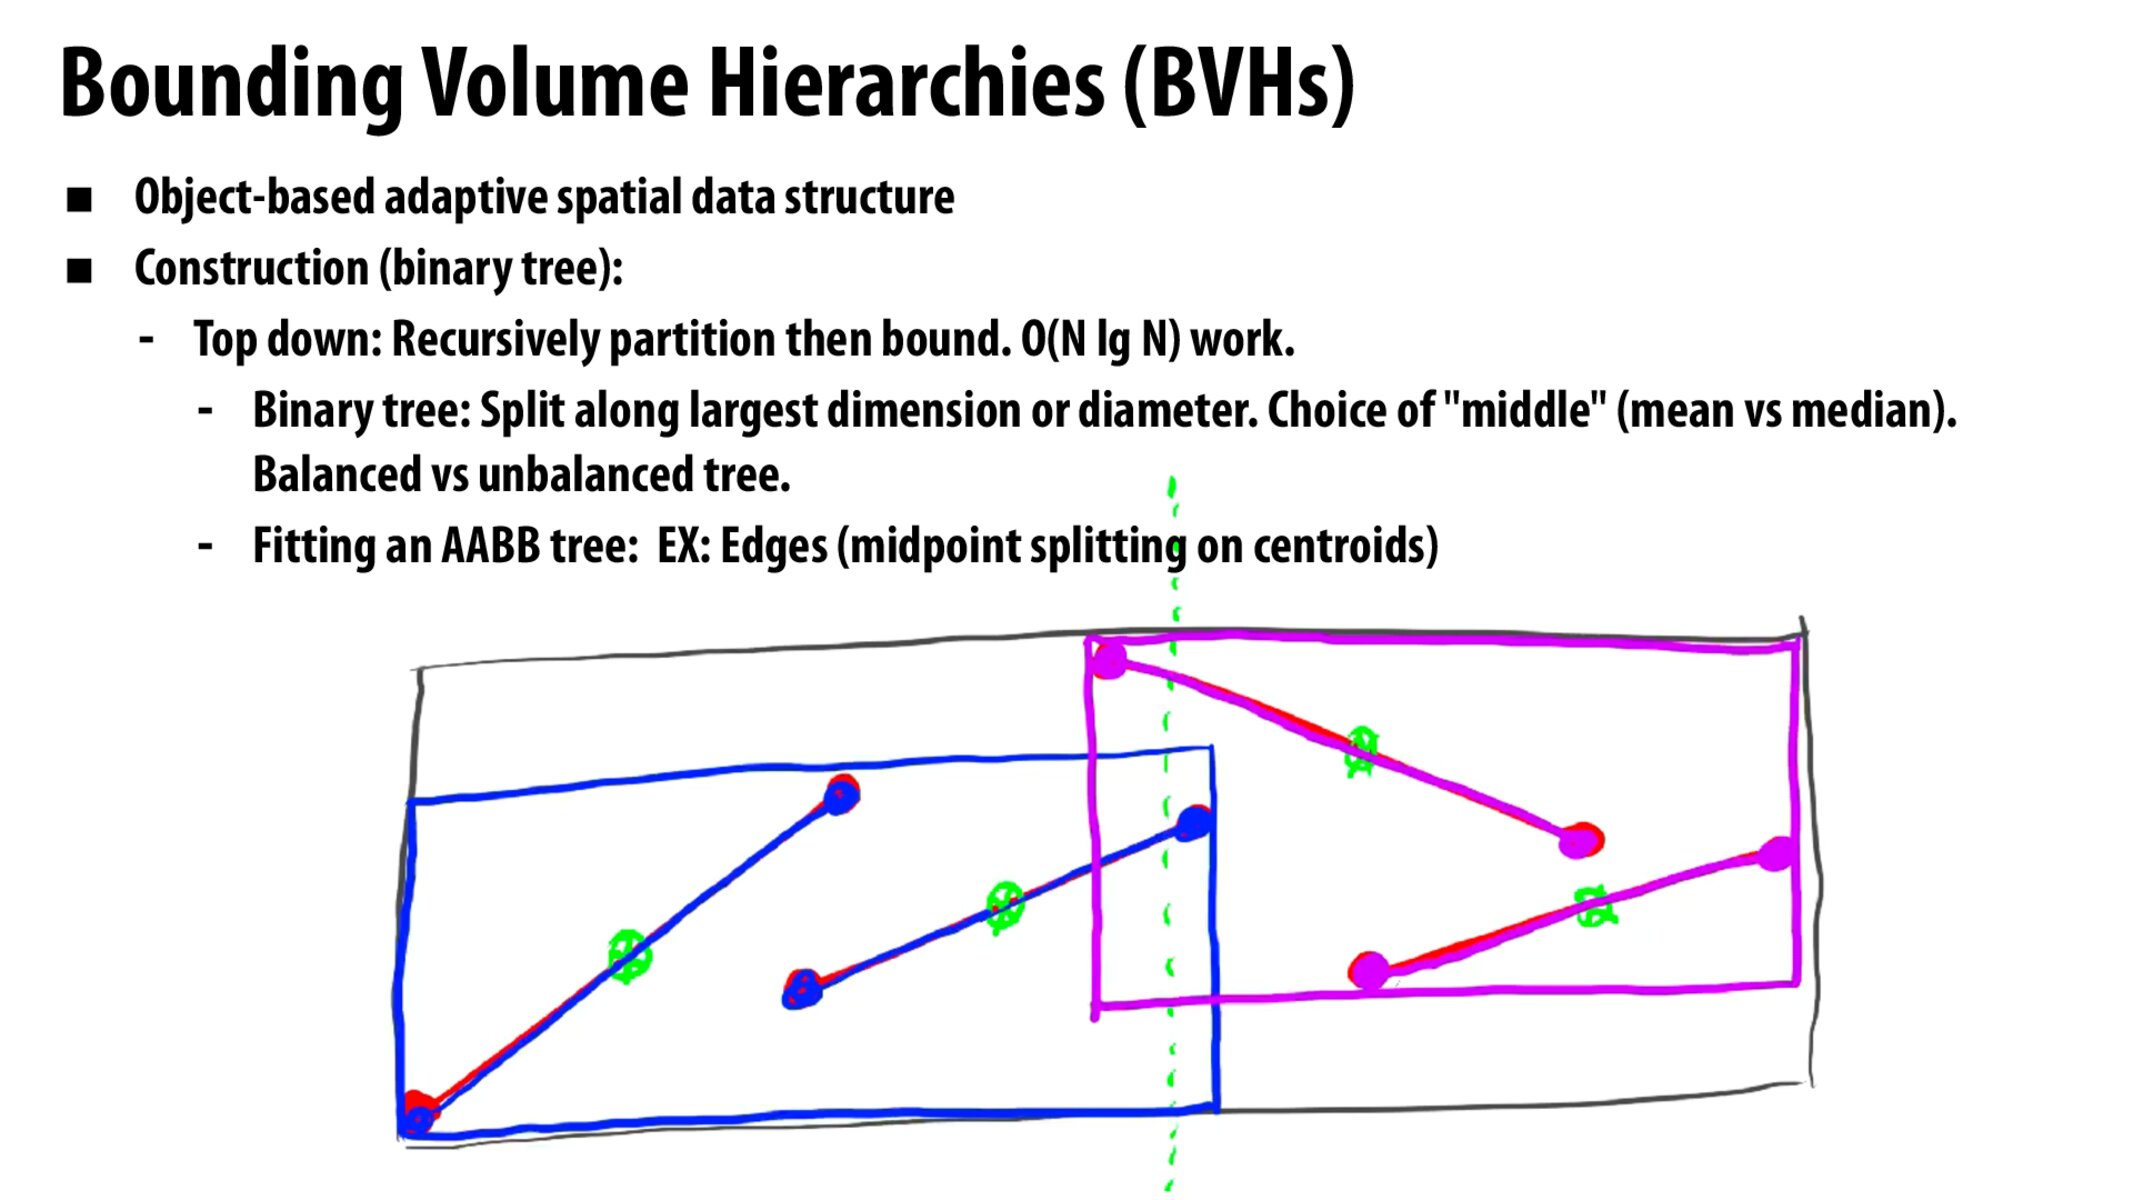 Bounding Volume Hierarchies (BVHs)
■ Object-based adaptive spatial data structure
■ Construction (binary tree):
- Top down: Recursively partition then bound. O(N lg N) work.
- Binary tree: Split along largest dimension or diameter. Choice of "middle" (mean vs median).
Balanced vs unbalanced tree.
- Fitting an AABB tree: EX: Edges (midpoint splitting on centroids)